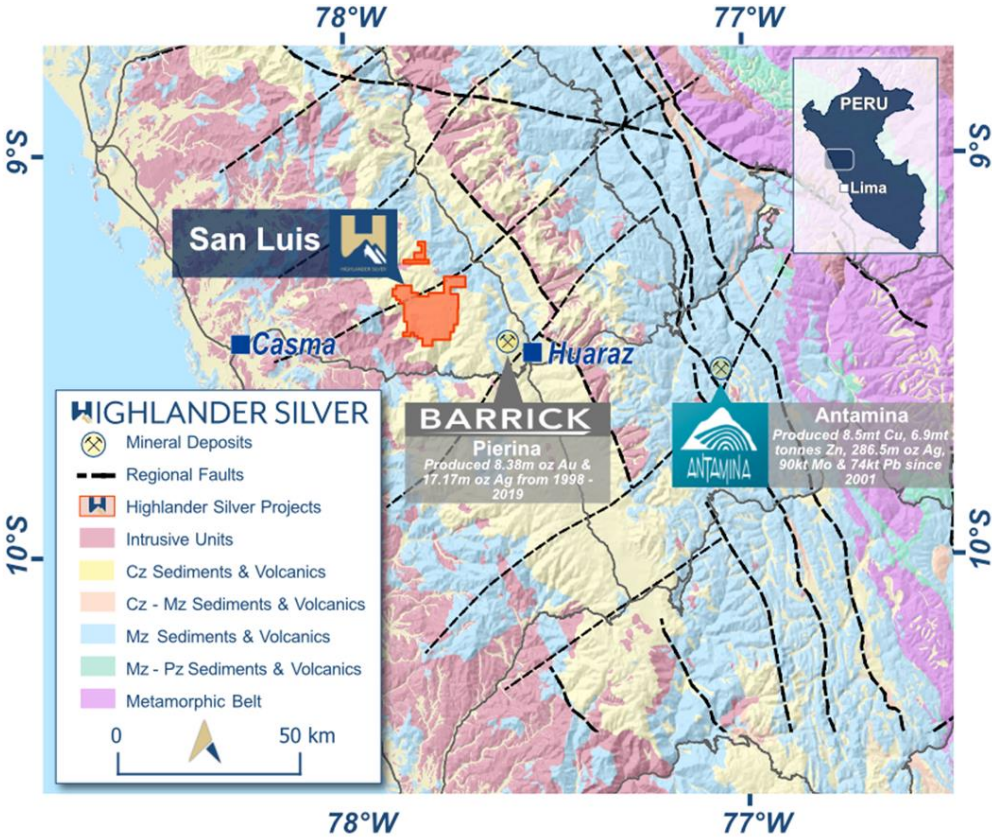 78°W
77°W
9°S
9°S
PERU
Lima
San Luis
HIGHLANDER SILVER
Casma
Huaraz
BARRICK
Pierina
Produced 8.38m oz Au &
17.17m oz Ag from 1998 -
2019
ANTAMINA
Antamina
Produced 8.5mt Cu, 6.9mt
tonnes Zn, 286.5m oz Ag,
90kt Mo & 74kt Pb since
2001
HIGHLANDER SILVER
Mineral Deposits
Regional Faults
Highlander Silver Projects
Intrusive Units
Cz Sediments & Volcanics
Cz - Mz Sediments & Volcanics
Mz Sediments & Volcanics
Mz - Pz Sediments & Volcanics
Metamorphic Belt
0 50 km
10°S
10°S
78°W
77°W